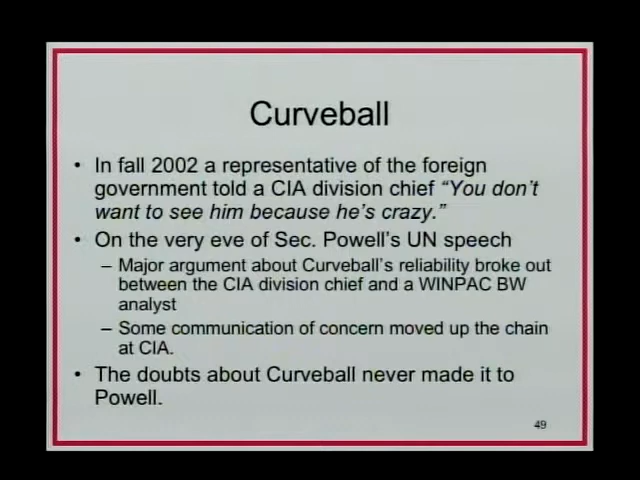 Curveball
• In fall 2002 a representative of the foreign
government told a CIA division chief “You don’t
want to see him because he’s crazy.”
• On the very eve of Sec. Powell’s UN speech
– Major argument about Curveball’s reliability broke out
between the CIA division chief and a WINPAC BW
analyst
– Some communication of concern moved up the chain
at CIA.
• The doubts about Curveball never made it to
Powell.
49